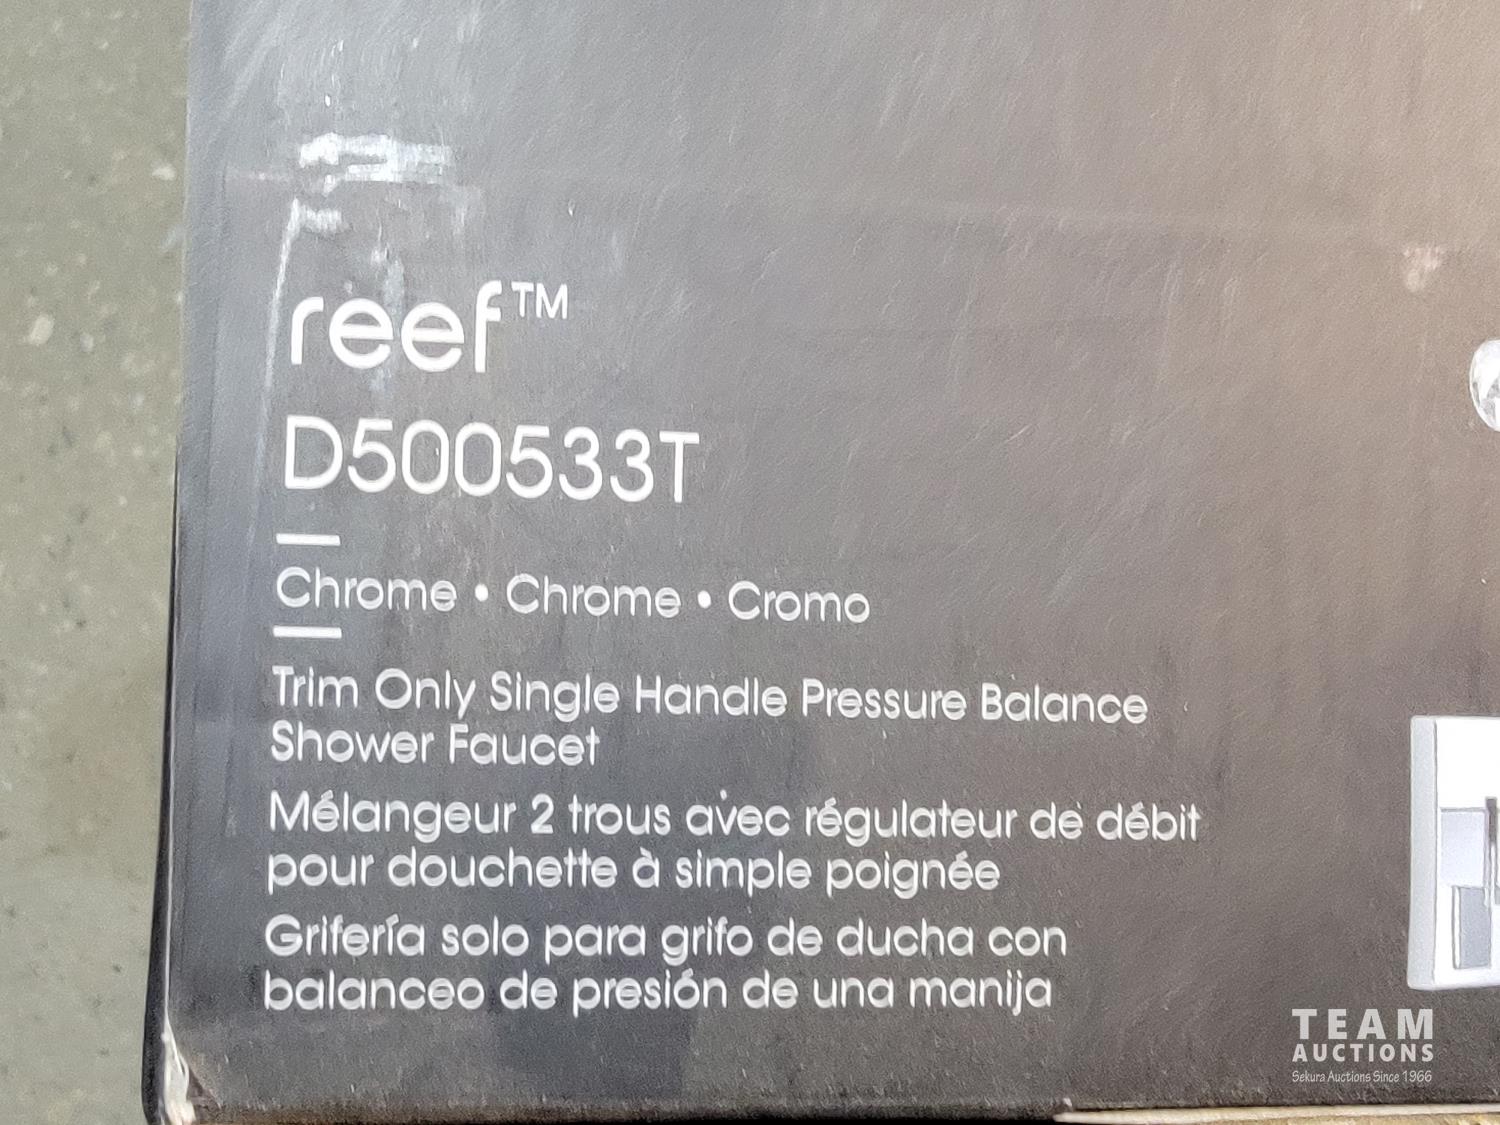 reef™
D500533T
Chrome • Chrome • Cromo
Trim Only Single Handle Pressure Balance
Shower Faucet
Mélangeur 2 trous avec régulateur de débit
pour douchette à simple poignée
Grifería solo para grifo de ducha con
balanceo de presión de una manija
TEAM
AUCTIONS
Sekura Auctions Since 1966